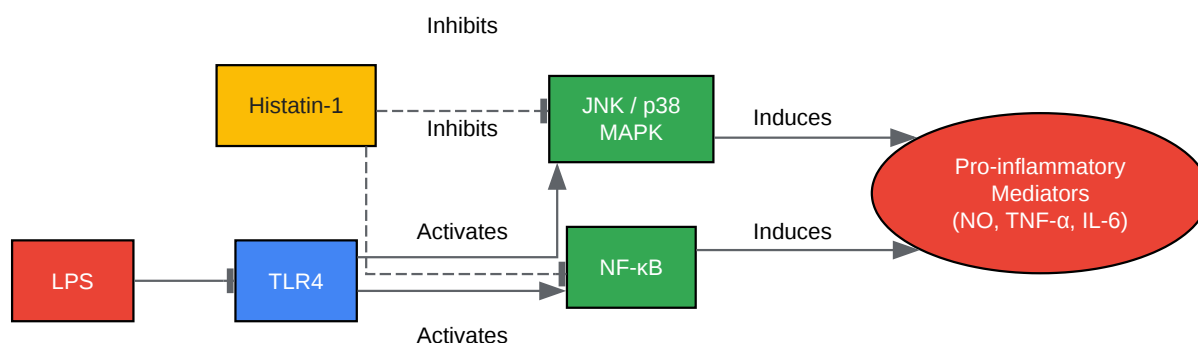 Inhibits
Histatin-1
Inhibits
JNK / p38
MAPK
Induces
Pro-inflammatory
Mediators
(NO, TNF-α, IL-6)
LPS
TLR4
Activates
NF-κB
Induces
Activates